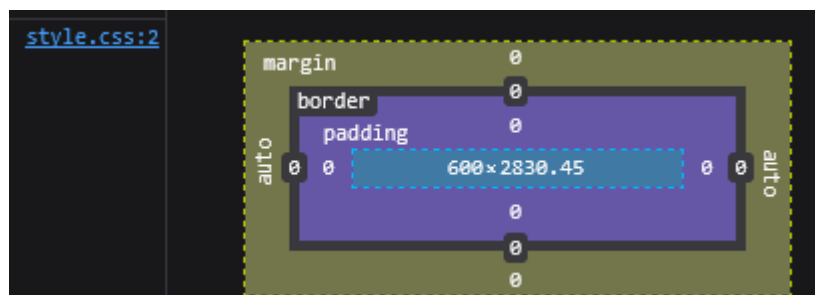 style.css:2
margin 0
border 0
padding 0
auto 0 0 600×2830.45 0 0 auto
0
0
0